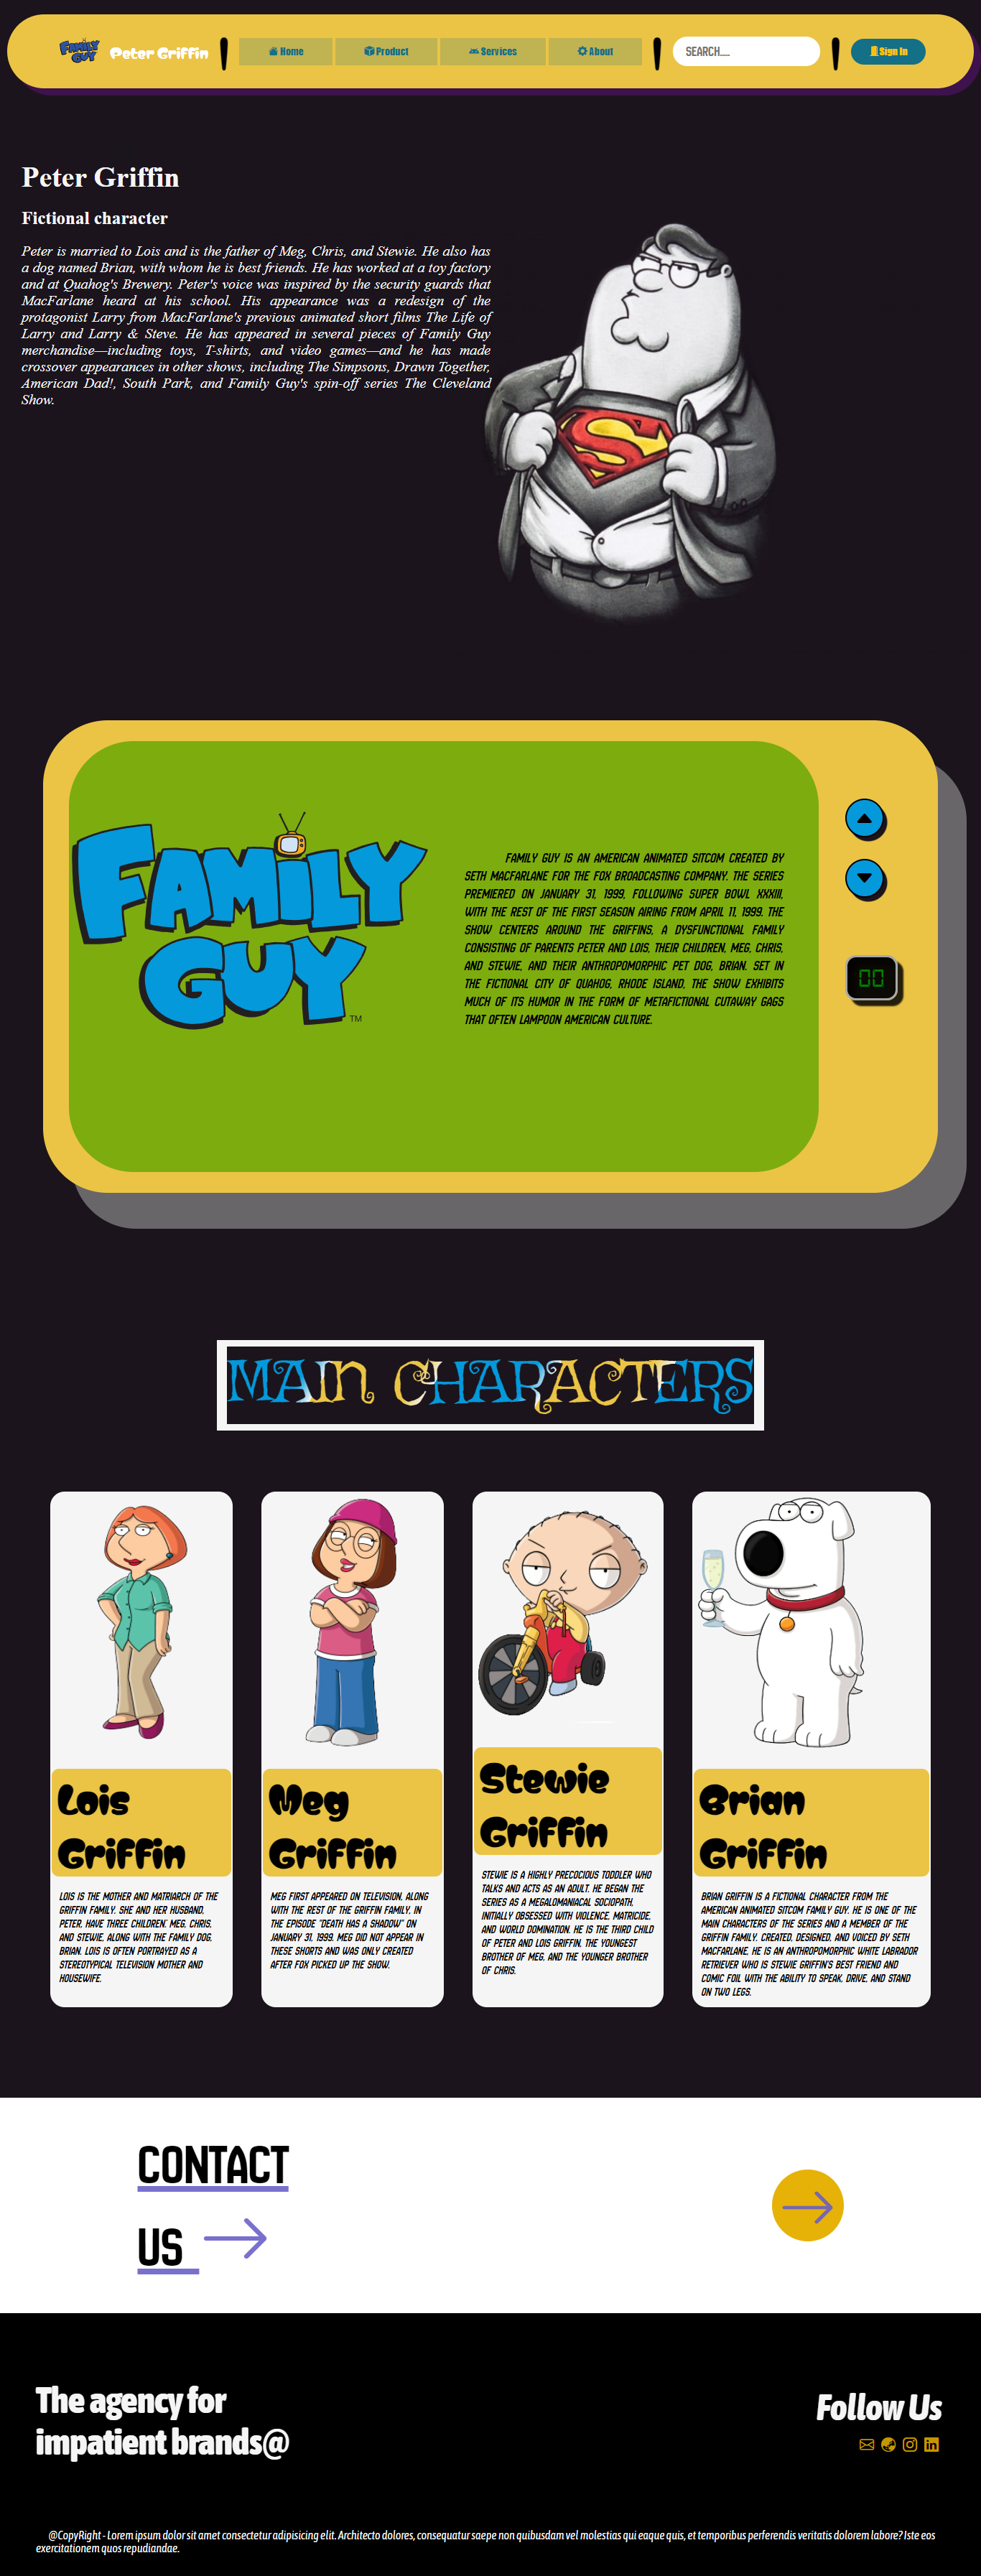 FAMILY
GUY
Peter Griffin
Home
Product
Services
About
SEARCH.....
Sign In
Peter Griffin
Fictional character
Peter is married to Lois and is the father of Meg, Chris, and Stewie. He also has
a dog named Brian, with whom he is best friends. He has worked at a toy factory
and at Quahog's Brewery. Peter's voice was inspired by the security guards that
MacFarlane heard at his school. His appearance was a redesign of the
protagonist Larry from MacFarlane's previous animated short films The Life of
Larry and Larry & Steve. He has appeared in several pieces of Family Guy
merchandise—including toys, T-shirts, and video games—and he has made
crossover appearances in other shows, including The Simpsons, Drawn Together,
American Dad!, South Park, and Family Guy's spin-off series The Cleveland
Show.
S
FAMILY
GUY
TM
FAMILY GUY IS AN AMERICAN ANIMATED SITCOM CREATED BY
SETH MACFARLANE FOR THE FOX BROADCASTING COMPANY. THE SERIES
PREMIERED ON JANUARY 31, 1999, FOLLOWING SUPER BOWL XXXIII,
WITH THE REST OF THE FIRST SEASON AIRING FROM APRIL 11, 1999. THE
SHOW CENTERS AROUND THE GRIFFINS, A DYSFUNCTIONAL FAMILY
CONSISTING OF PARENTS PETER AND LOIS, THEIR CHILDREN, MEG, CHRIS,
AND STEWIE, AND THEIR ANTHROPOMORPHIC PET DOG, BRIAN. SET IN
THE FICTIONAL CITY OF QUAHOG, RHODE ISLAND, THE SHOW EXHIBITS
MUCH OF ITS HUMOR IN THE FORM OF METAFICTIONAL CUTAWAY GAGS
THAT OFTEN LAMPOON AMERICAN CULTURE.
00
MAIN CHARACTERS
Lois
Griffin
LOIS IS THE MOTHER AND MATRIARCH OF THE
GRIFFIN FAMILY. SHE AND HER HUSBAND,
PETER, HAVE THREE CHILDREN: MEG, CHRIS,
AND STEWIE, ALONG WITH THE FAMILY DOG,
BRIAN. LOIS IS OFTEN PORTRAYED AS A
STEREOTYPICAL TELEVISION MOTHER AND
HOUSEWIFE.
Meg
Griffin
MEG FIRST APPEARED ON TELEVISION, ALONG
WITH THE REST OF THE GRIFFIN FAMILY, IN
THE EPISODE "DEATH HAS A SHADOW" ON
JANUARY 31, 1999. MEG DID NOT APPEAR IN
THESE SHORTS AND WAS ONLY CREATED
AFTER FOX PICKED UP THE SHOW.
Stewie
Griffin
STEWIE IS A HIGHLY PRECOCIOUS TODDLER WHO
TALKS AND ACTS AS AN ADULT. HE BEGAN THE
SERIES AS A MEGALOMANIACAL SOCIOPATH,
INITIALLY OBSESSED WITH VIOLENCE, MATRICIDE,
AND WORLD DOMINATION. HE IS THE THIRD CHILD
OF PETER AND LOIS GRIFFIN, THE YOUNGEST
BROTHER OF MEG, AND THE YOUNGER BROTHER
OF CHRIS.
Brian
Griffin
BRIAN GRIFFIN IS A FICTIONAL CHARACTER FROM THE
AMERICAN ANIMATED SITCOM FAMILY GUY. HE IS ONE OF THE
MAIN CHARACTERS OF THE SERIES AND A MEMBER OF THE
GRIFFIN FAMILY. CREATED, DESIGNED, AND VOICED BY SETH
MACFARLANE, HE IS AN ANTHROPOMORPHIC WHITE LABRADOR
RETRIEVER WHO IS STEWIE GRIFFIN'S BEST FRIEND AND
COMIC FOIL WITH THE ABILITY TO SPEAK, DRIVE, AND STAND
ON TWO LEGS.
CONTACT
US
The agency for
impatient brands@
Follow Us
in
@CopyRight - Lorem ipsum dolor sit amet consectetur adipisicing elit. Architecto dolores, consequatur saepe non quibusdam vel molestias qui eaque quis, et temporibus perferendis veritatis dolorem labore? Iste eos
exercitationem quos repudiandae.